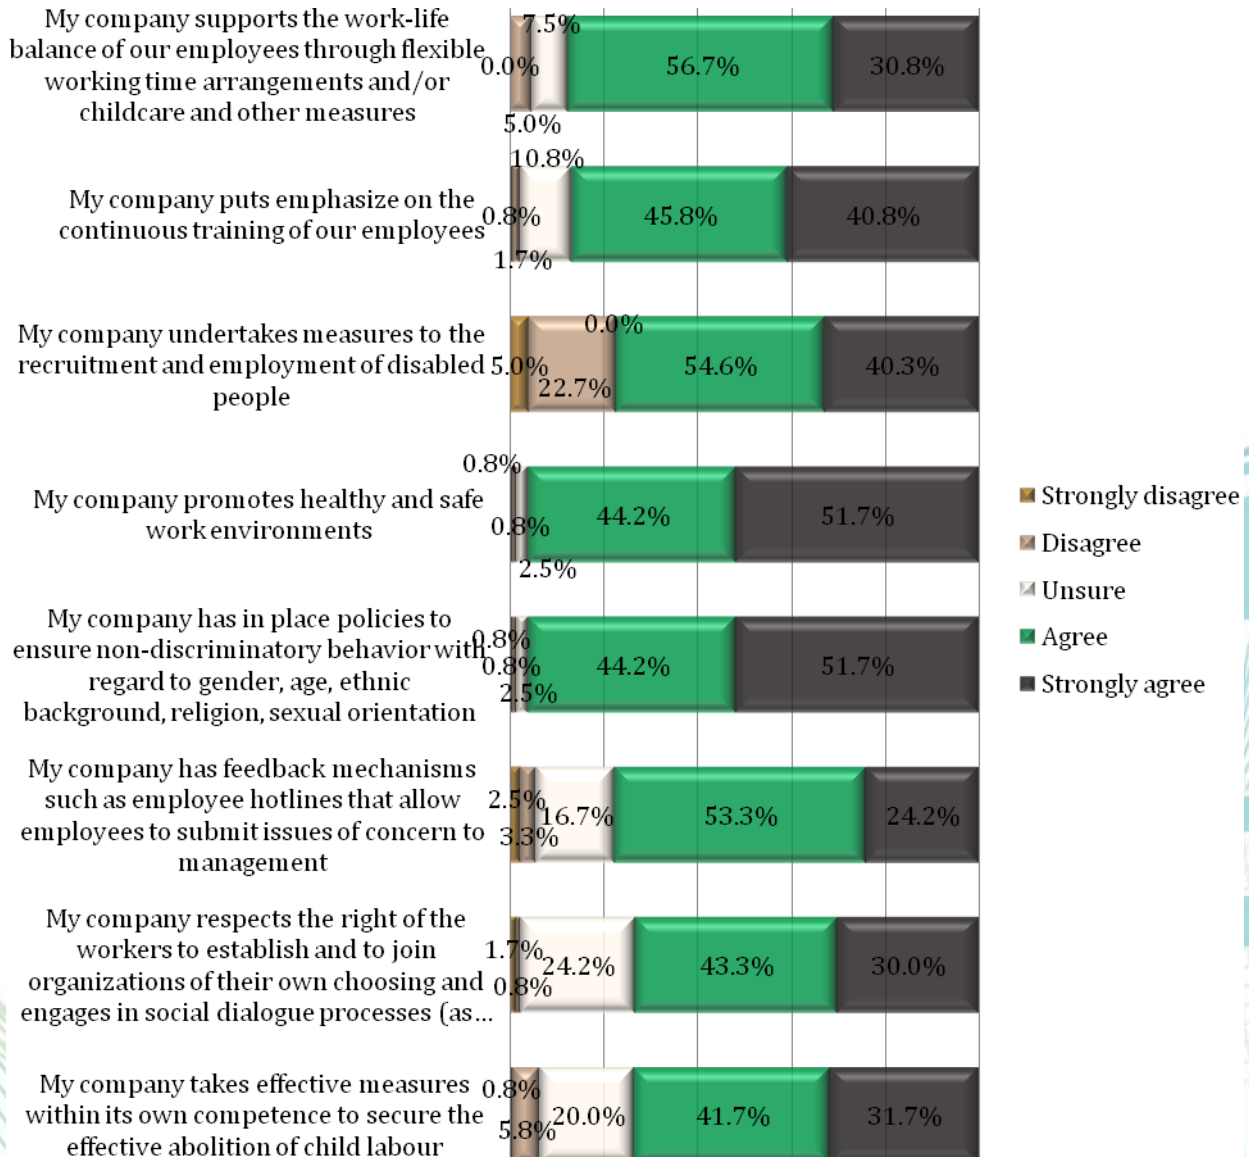 My company supports the work-life
balance of our employees through flexible
working time arrangements and/or
childcare and other measures
0.0%
5.0%
7.5%
56.7%
30.8%
My company puts emphasize on the
continuous training of our employees
0.8%
1.7%
10.8%
45.8%
40.8%
My company undertakes measures to the
recruitment and employment of disabled
people
5.0%
22.7%
0.0%
54.6%
40.3%
My company promotes healthy and safe
work environments
0.8%
0.8%
2.5%
44.2%
51.7%
My company has in place policies to
ensure non-discriminatory behavior with
regard to gender, age, ethnic
background, religion, sexual orientation
0.8%
0.8%
2.5%
44.2%
51.7%
My company has feedback mechanisms
such as employee hotlines that allow
employees to submit issues of concern to
management
2.5%
3.3%
16.7%
53.3%
24.2%
My company respects the right of the
workers to establish and to join
organizations of their own choosing and
engages in social dialogue processes (as...
1.7%
0.8%
24.2%
43.3%
30.0%
My company takes effective measures
within its own competence to secure the
effective abolition of child labour
0.8%
5.8%
20.0%
41.7%
31.7%
Strongly disagree
Disagree
Unsure
Agree
Strongly agree